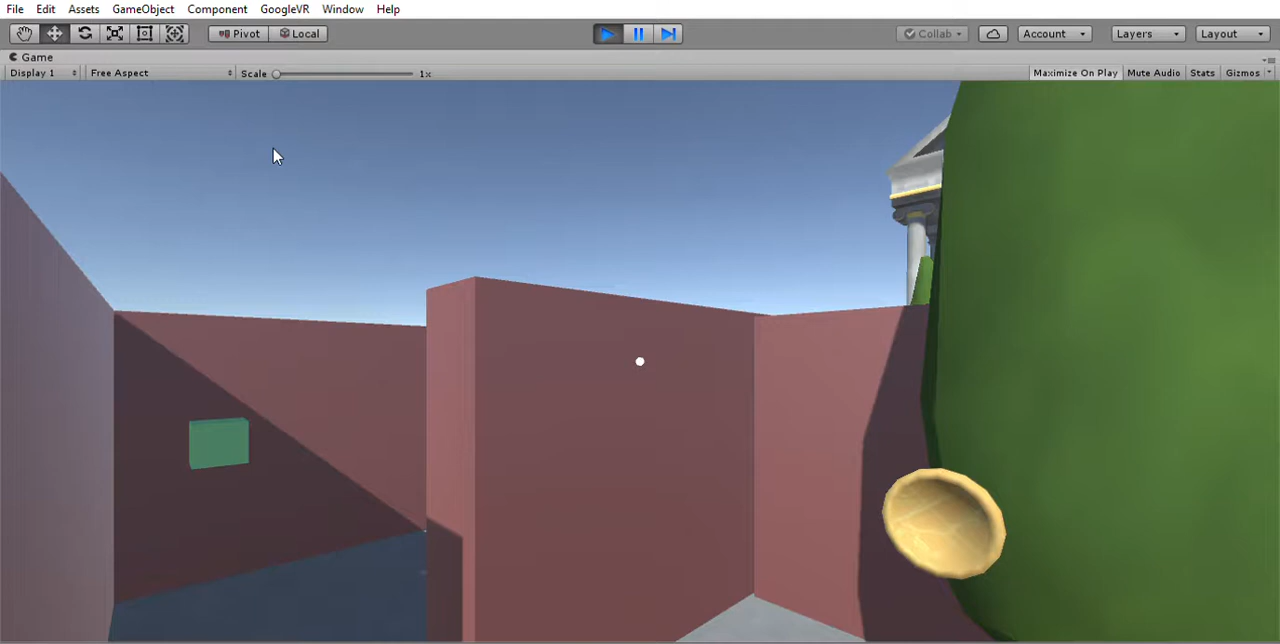 File Edit Assets GameObject Component GoogleVR Window Help
Pivot Local Collab Account Layers Layout
Game
Display 1 Free Aspect Scale 1x Maximize On Play Mute Audio Stats Gizmos